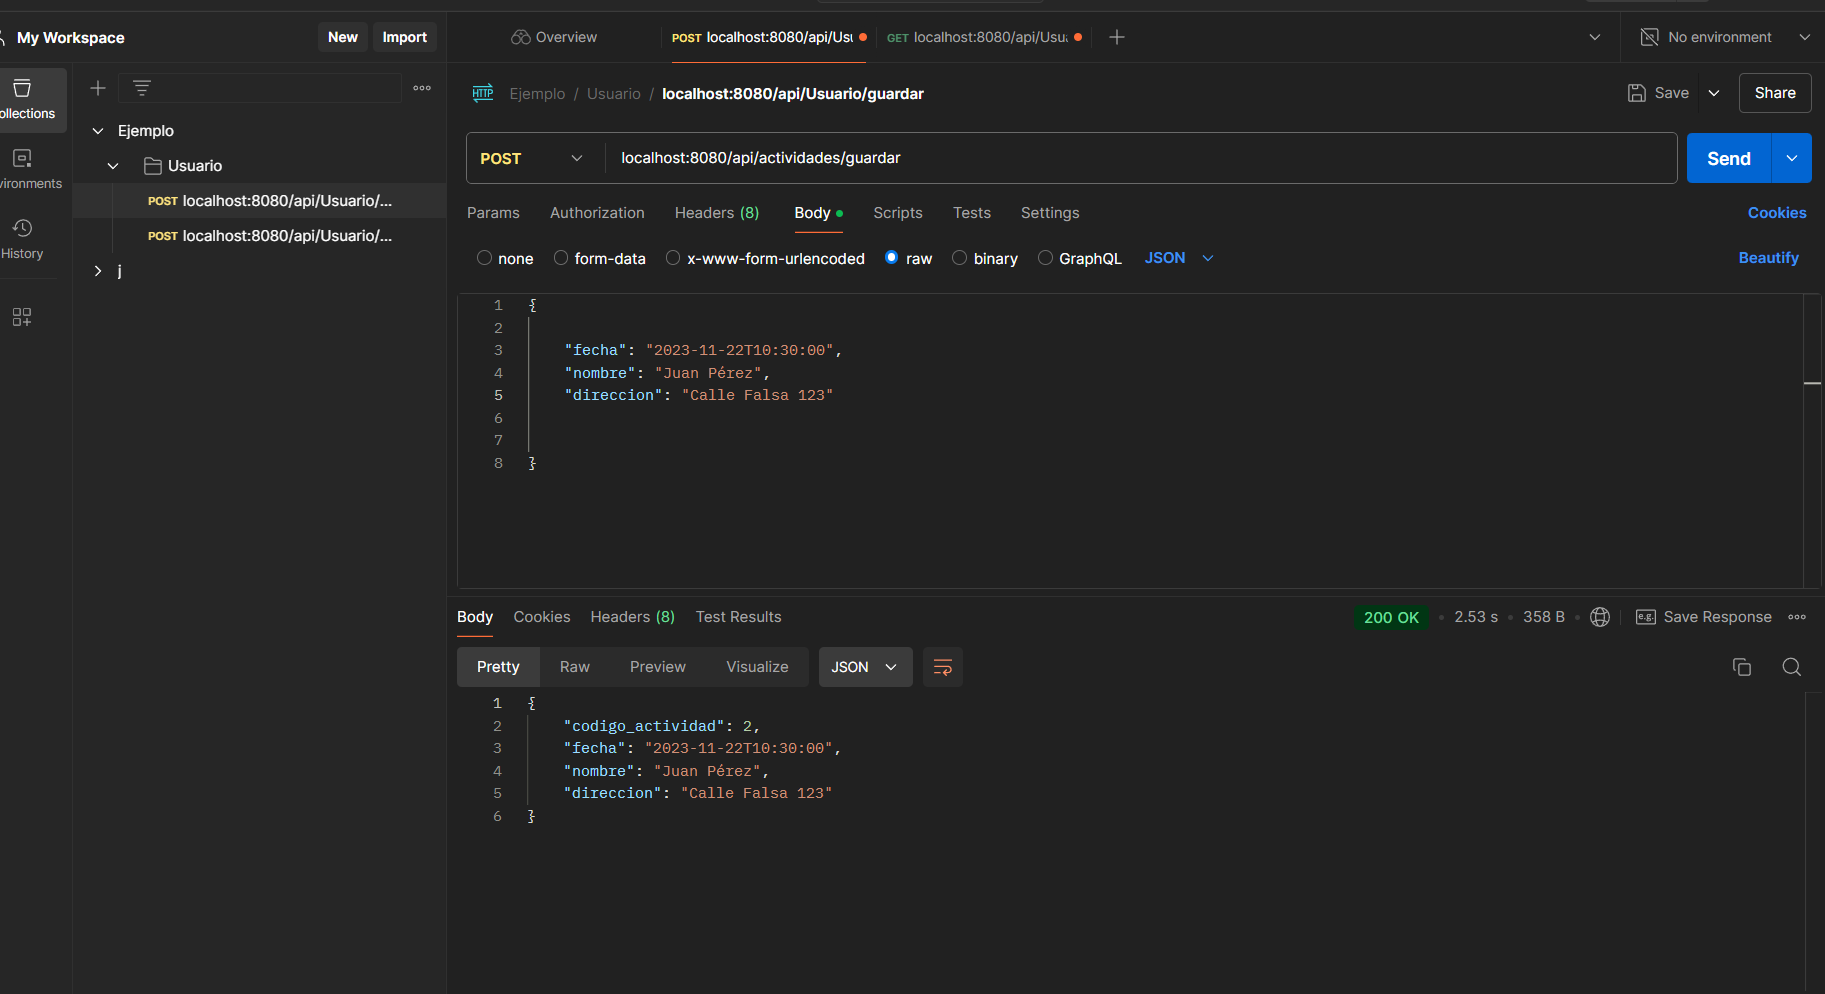 My Workspace
New
Import
Overview
POST localhost:8080/api/Usu
GET localhost:8080/api/Usu
No environment
ollections
vironments
History
Ejemplo
Usuario
POST localhost:8080/api/Usuario/...
POST localhost:8080/api/Usuario/...
j
HTTP
Ejemplo / Usuario / localhost:8080/api/Usuario/guardar
Save
Share
POST
localhost:8080/api/actividades/guardar
Send
Params
Authorization
Headers (8)
Body
Scripts
Tests
Settings
Cookies
none
form-data
x-www-form-urlencoded
raw
binary
GraphQL
JSON
Beautify
1 {
2
3 "fecha": "2023-11-22T10:30:00",
4 "nombre": "Juan Pérez",
5 "direccion": "Calle Falsa 123"
6
7
8 }
Body
Cookies
Headers (8)
Test Results
200 OK
2.53 s
358 B
e.g.
Save Response
Pretty
Raw
Preview
Visualize
JSON
1 {
2 "codigo_actividad": 2,
3 "fecha": "2023-11-22T10:30:00",
4 "nombre": "Juan Pérez",
5 "direccion": "Calle Falsa 123"
6 }